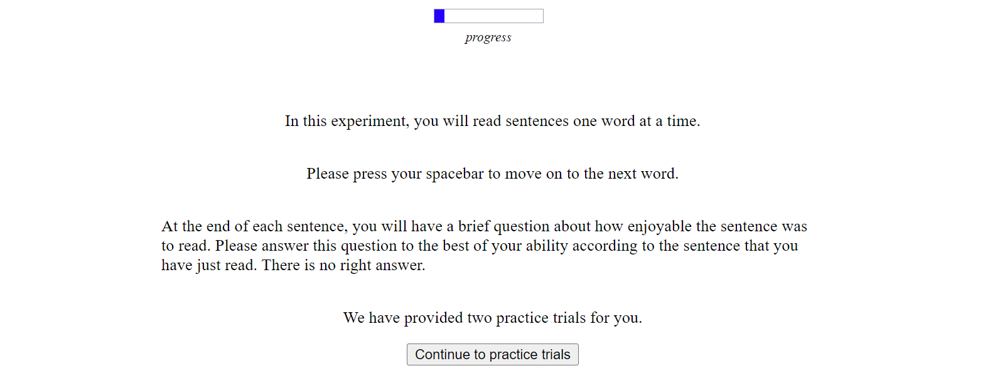 progress
In this experiment, you will read sentences one word at a time.
Please press your spacebar to move on to the next word.
At the end of each sentence, you will have a brief question about how enjoyable the sentence was
to read. Please answer this question to the best of your ability according to the sentence that you
have just read. There is no right answer.
We have provided two practice trials for you.
Continue to practice trials